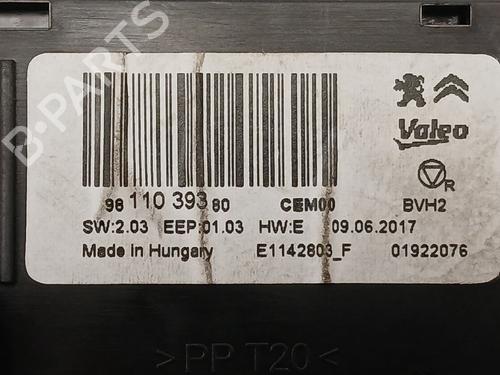 B-PARTS
Valeo
R
98 110 393 80 CEM00 BVH2
SW:2.03 EEP:01.03 HW:E 09.06.2017
Made In Hungary E1142803_F 01922076
>PP T20<